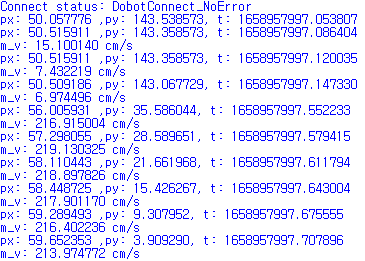 Connect status: DobotConnect_NoError
px: 50.057776 ,py: 143.538573, t: 1658957997.053807
px: 50.515911 ,py: 143.358573, t: 1658957997.086404
m_v: 15.100140 cm/s
px: 50.515911 ,py: 143.358573, t: 1658957997.120035
m_v: 7.432219 cm/s
px: 50.509186 ,py: 143.067729, t: 1658957997.147330
m_v: 6.974496 cm/s
px: 56.005931 ,py: 35.586044, t: 1658957997.552233
m_v: 216.915004 cm/s
px: 57.298055 ,py: 28.589651, t: 1658957997.579415
m_v: 219.130325 cm/s
px: 58.110443 ,py: 21.661968, t: 1658957997.611794
m_v: 218.897826 cm/s
px: 58.448725 ,py: 15.426267, t: 1658957997.643004
m_v: 217.901170 cm/s
px: 59.289493 ,py: 9.307952, t: 1658957997.675555
m_v: 216.402236 cm/s
px: 59.652353 ,py: 3.909290, t: 1658957997.707896
m_v: 213.974772 cm/s